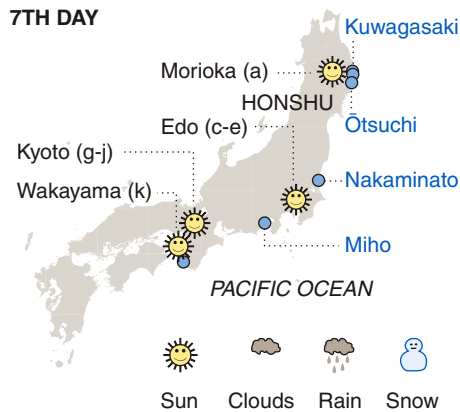 7TH DAY
Kuwagasaki
Morioka (a)
HONSHU
Edo (c-e)
Ōtsuchi
Kyoto (g-j)
Nakaminato
Wakayama (k)
Miho
PACIFIC OCEAN
Sun Clouds Rain Snow